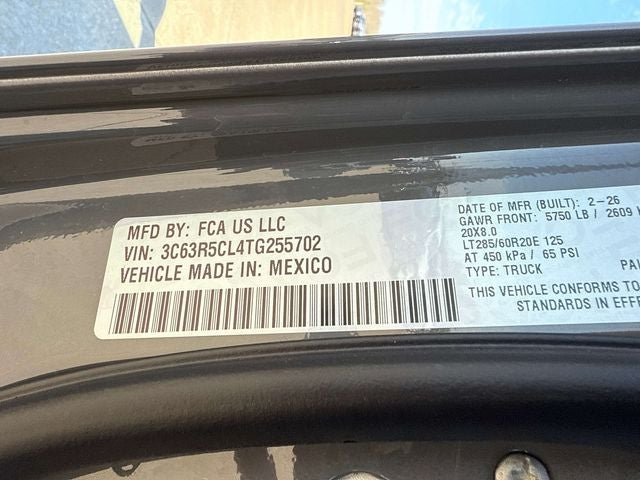 MFD BY: FCA US LLC
VIN: 3C63R5CL4TG255702
VEHICLE MADE IN: MEXICO
DATE OF MFR (BUILT): 2-26
GAWR FRONT: 5750 LB / 2609
20X8.0
LT285/60R20E 125
AT 450 kPa / 65 PSI
TYPE: TRUCK
THIS VEHICLE CONFORMS TO
STANDARDS IN